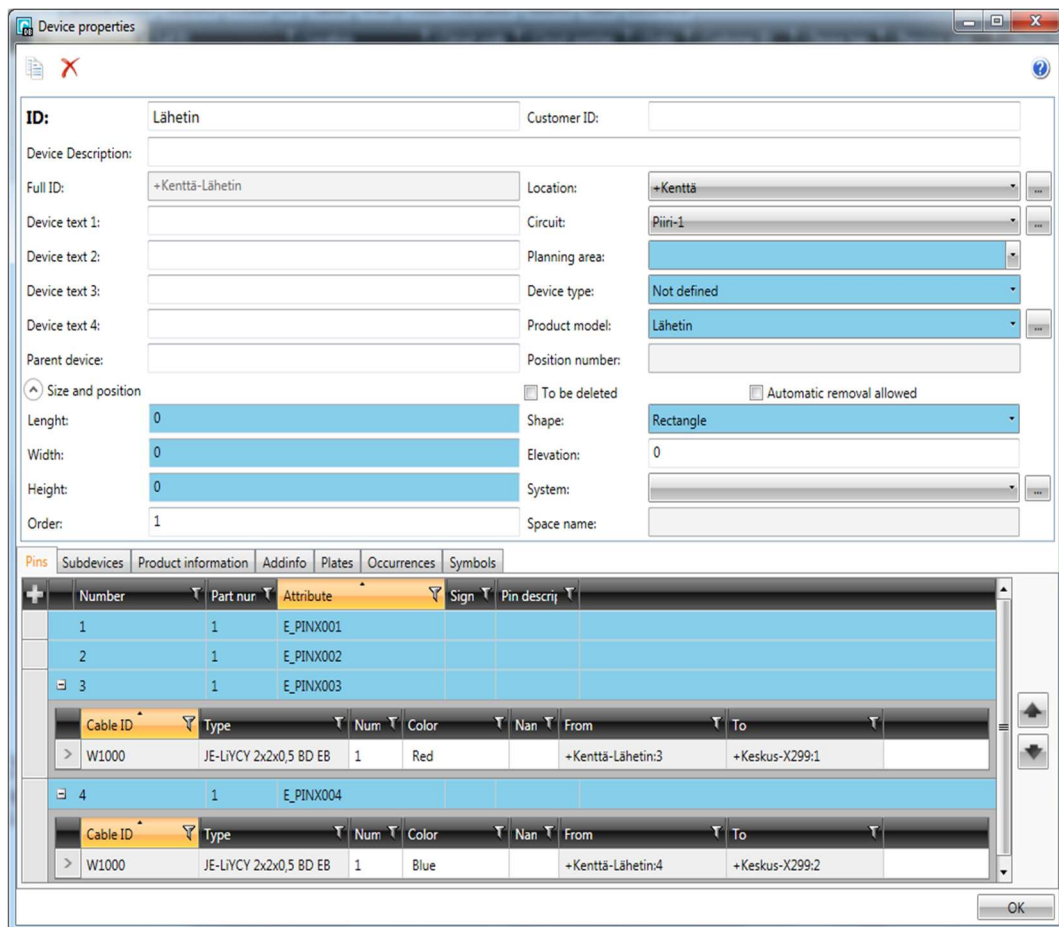 Device properties
ID: Lähetin Customer ID:
Device Description:
Full ID: +Kenttä-Lähetin Location: +Kenttä ...
Device text 1: Circuit: Piiri-1 ...
Device text 2: Planning area:
Device text 3: Device type: Not defined
Device text 4: Product model: Lähetin ...
Parent device: Position number:
Size and position To be deleted Automatic removal allowed
Lenght: 0 Shape: Rectangle
Width: 0 Elevation: 0
Height: 0 System: ...
Order: 1 Space name:
Pins Subdevices Product information Addinfo Plates Occurrences Symbols
Number Part nur Attribute Sign Pin descrip
1 1 E_PINX001
2 1 E_PINX002
3 1 E_PINX003
Cable ID Type Num Color Nan From To
W1000 JE-LiYCY 2x2x0,5 BD EB 1 Red +Kenttä-Lähetin:3 +Keskus-X299:1
4 1 E_PINX004
Cable ID Type Num Color Nan From To
W1000 JE-LiYCY 2x2x0,5 BD EB 1 Blue +Kenttä-Lähetin:4 +Keskus-X299:2
OK